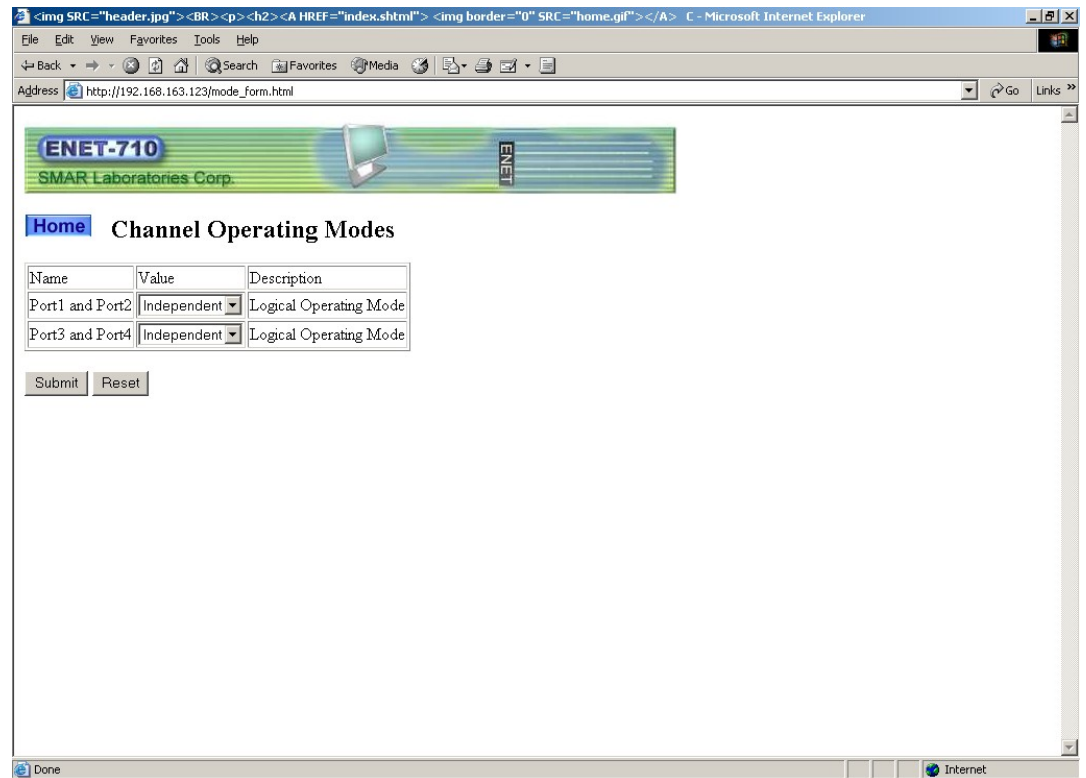 <img SRC="header.jpg"><BR><p><h2><A HREF="index.shtml"> <img border="0" SRC="home.gif"></A> C - Microsoft Internet Explorer
File Edit View Favorites Tools Help
Back Search Favorites Media
Address http://192.168.163.123/mode_form.html Go Links »
ENET-710
SMAR Laboratories Corp.
ENET
Home Channel Operating Modes
Name Value Description
Port1 and Port2 Independent Logical Operating Mode
Port3 and Port4 Independent Logical Operating Mode
Submit Reset
Done Internet